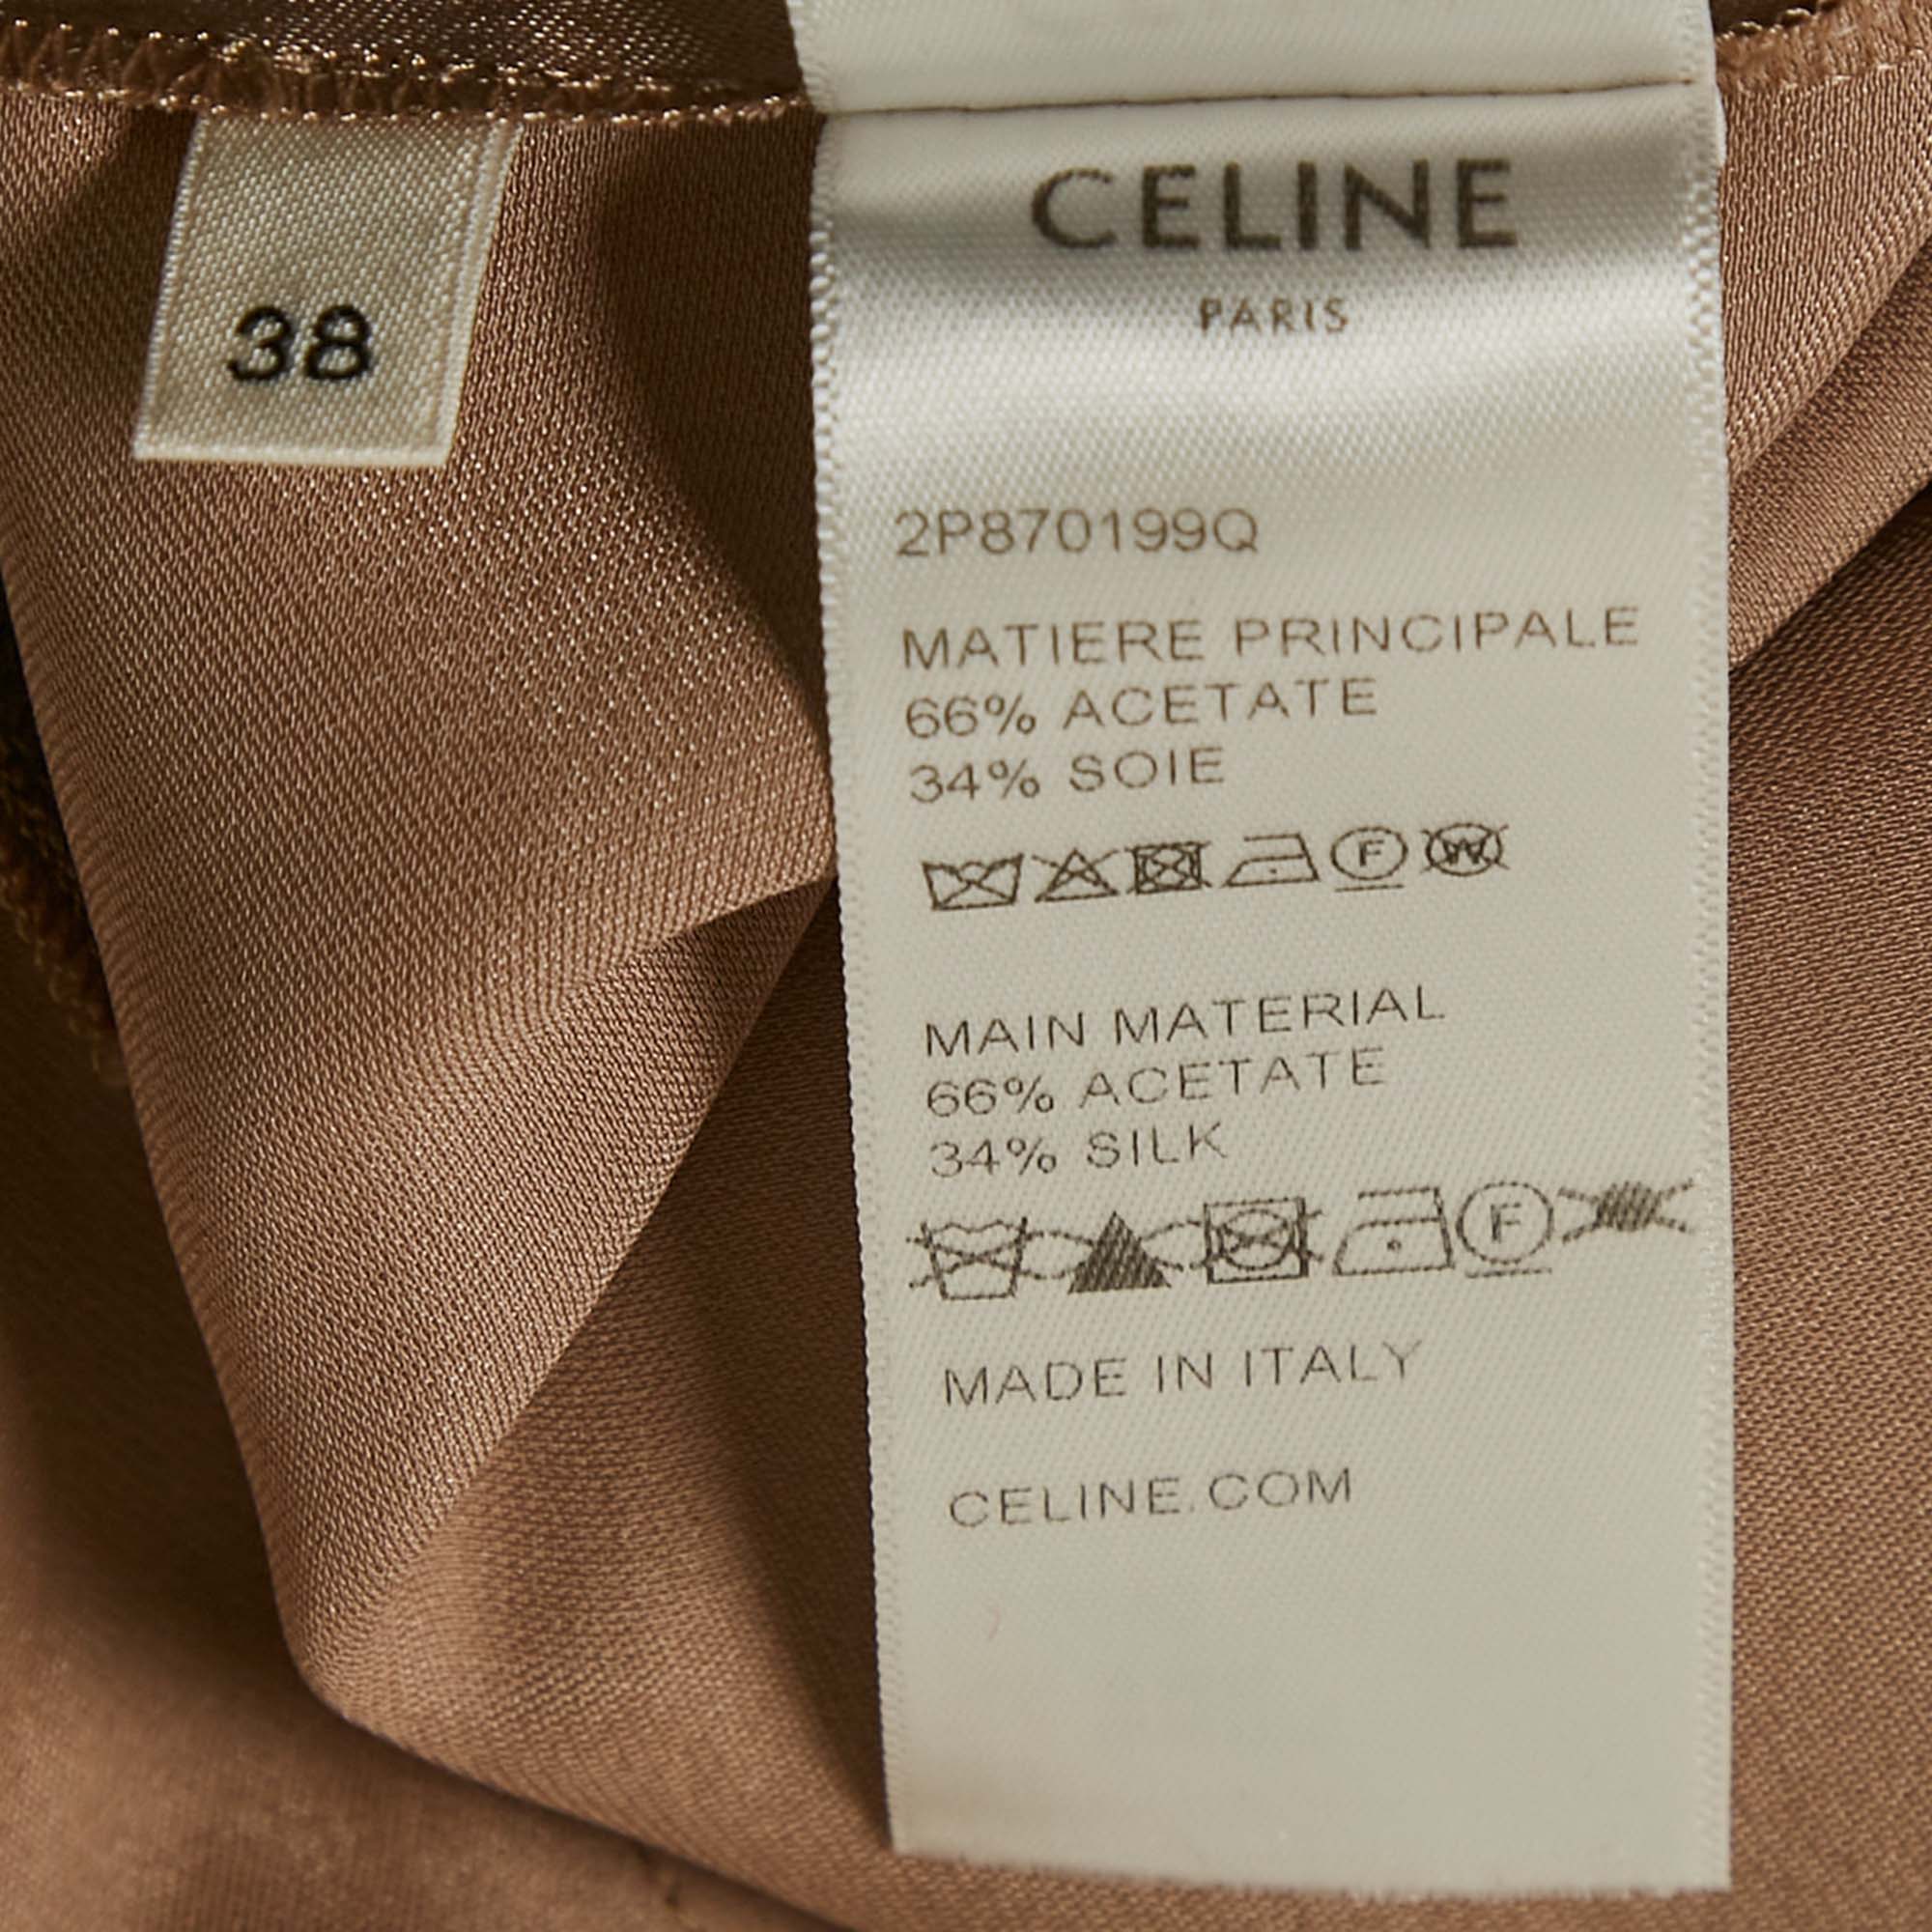 38
CELINE
PARIS
2P870199Q
MATIERE PRINCIPALE
66% ACETATE
34% SOIE
F W
MAIN MATERIAL
66% ACETATE
34% SILK
F
MADE IN ITALY
CELINE.COM